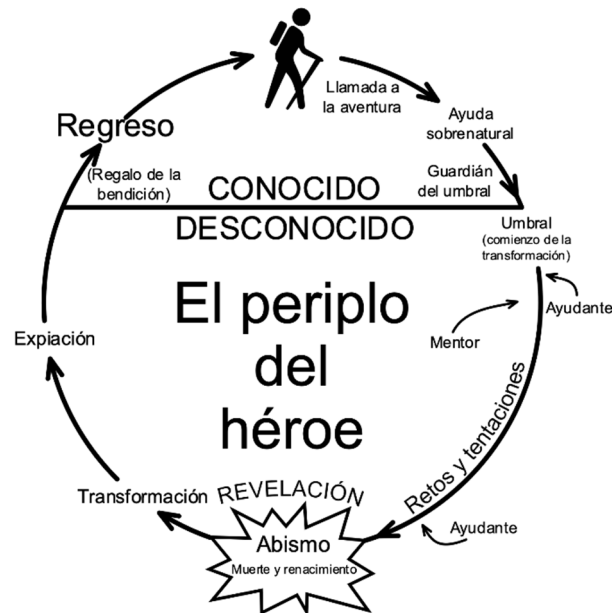 Llamada a
la aventura
Ayuda
sobrenatural
Regreso
(Regalo de la
bendición)
Guardián
del umbral
CONOCIDO
DESCONOCIDO
Umbral
(comienzo de la
transformación)
El periplo
del
héroe
Ayudante
Mentor
Expiación
Retos y tentaciones
Transformación
REVELACIÓN
Ayudante
Abismo
Muerte y renacimiento